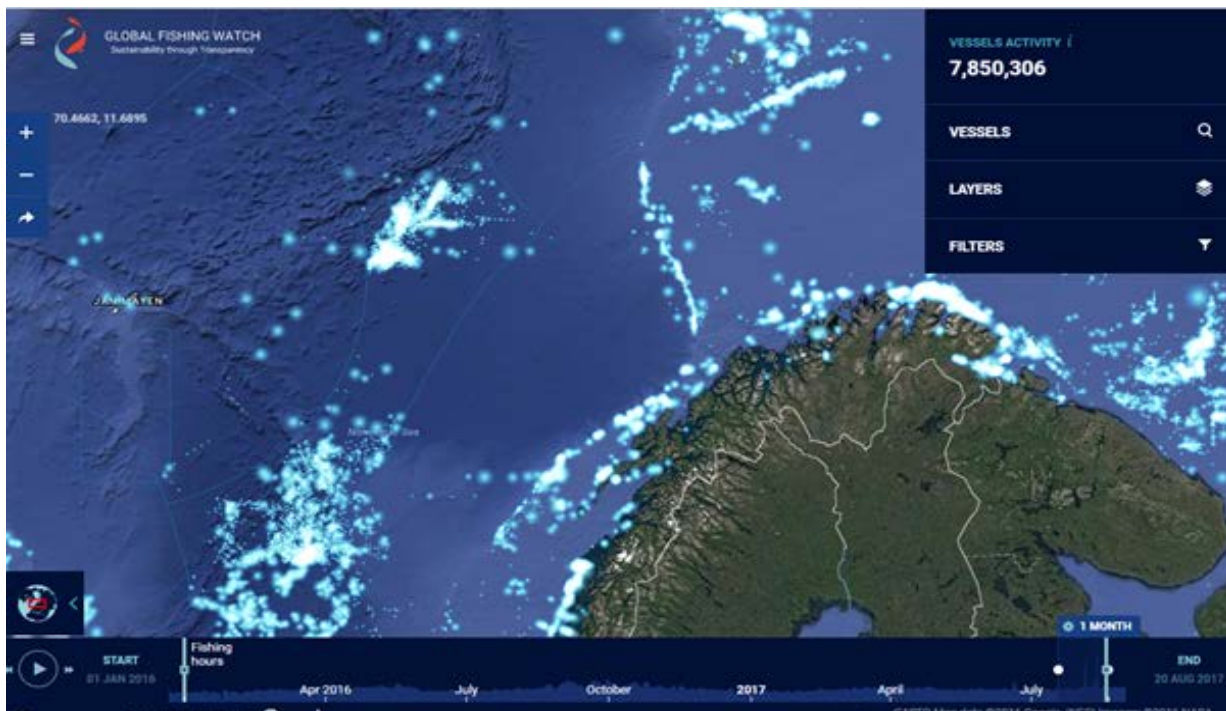 GLOBAL FISHING WATCH
Sustainability through Transparency
70.4662, 11.6895
VESSELS ACTIVITY i
7,850,306
VESSELS
LAYERS
FILTERS
JAN MAYEN
1 MONTH
START
01 JAN 2016
Fishing
hours
Apr 2016
July
October
2017
April
July
END
20 AUG 2017